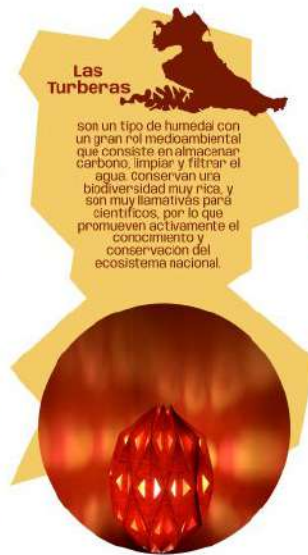 Las
Turberas
son un tipo de humedal con
un gran rol medioambiental
que consiste en almacenar
carbono, limpiar y filtrar el
agua. Conservan una
biodiversidad muy rica, y
son muy llamativas para
científicos, por lo que
promueven activamente el
conocimiento y
conservación del
ecosistema nacional.